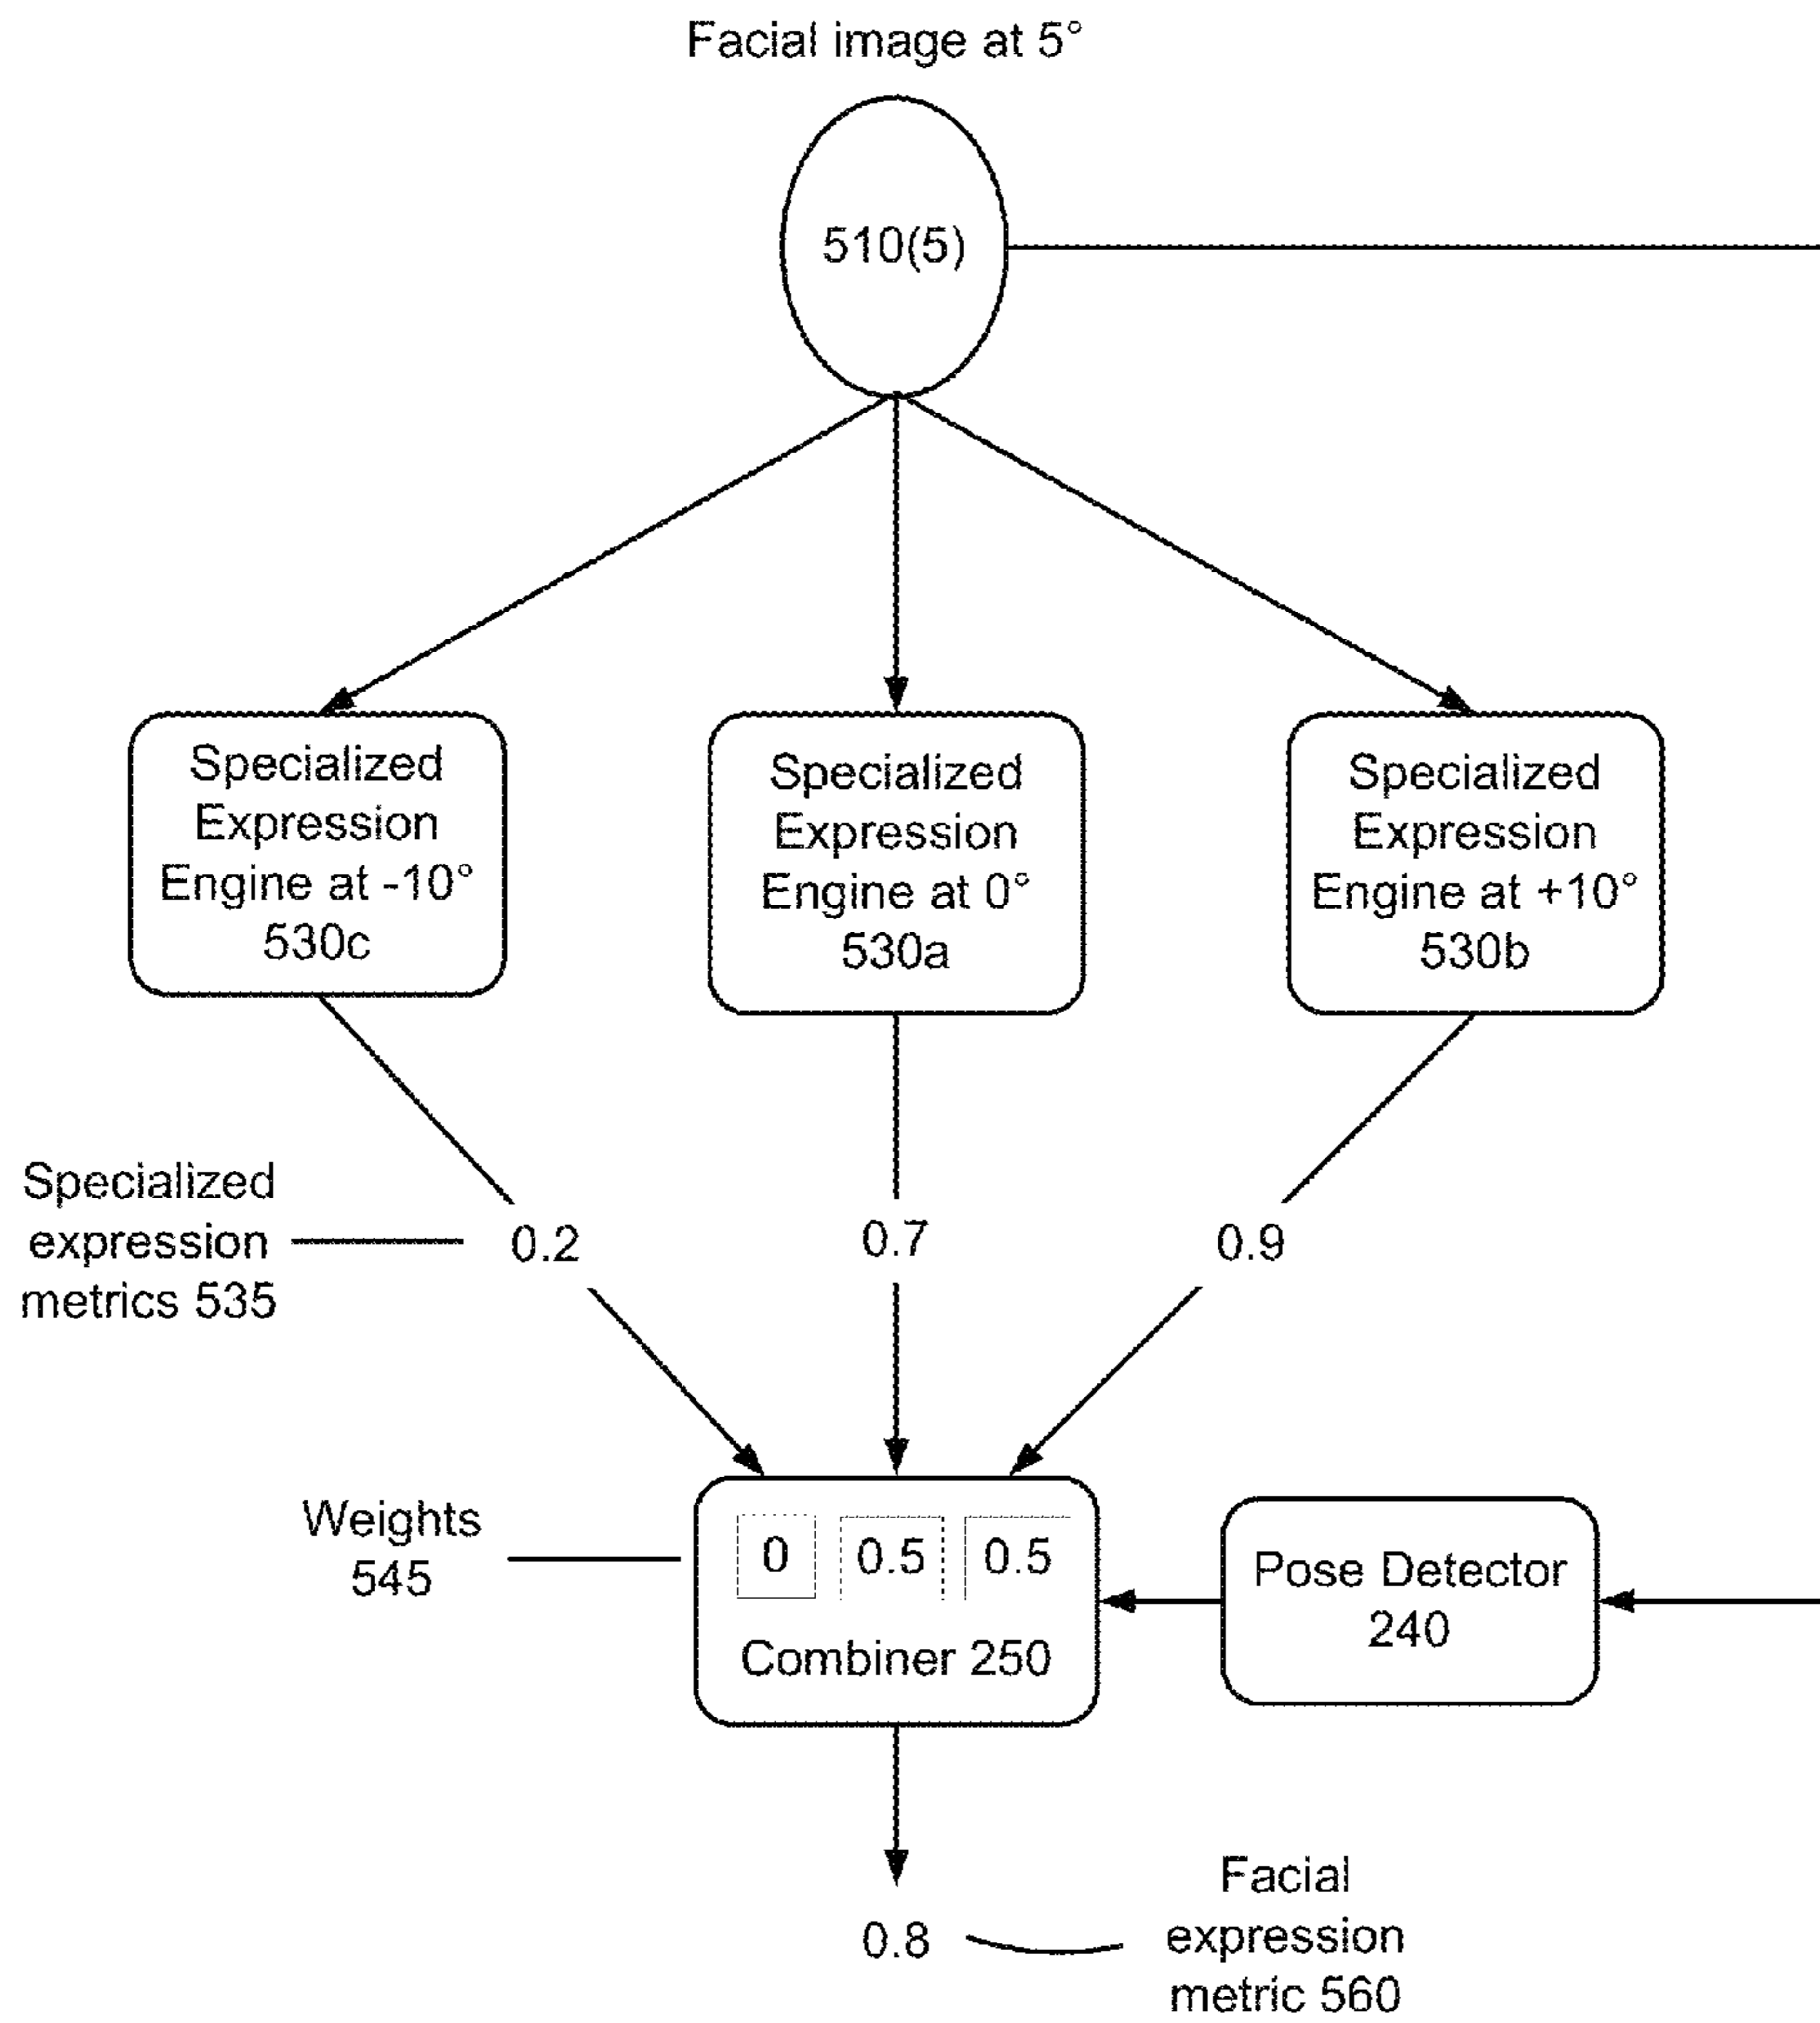 Facial image at 5°
510(5)
Specialized
Expression
Engine at -10°
530c
Specialized
Expression
Engine at 0°
530a
Specialized
Expression
Engine at +10°
530b
Specialized
expression
metrics 535
0.2
0.7
0.9
Weights
545
0
0.5
0.5
Combiner 250
Pose Detector
240
0.8
Facial
expression
metric 560